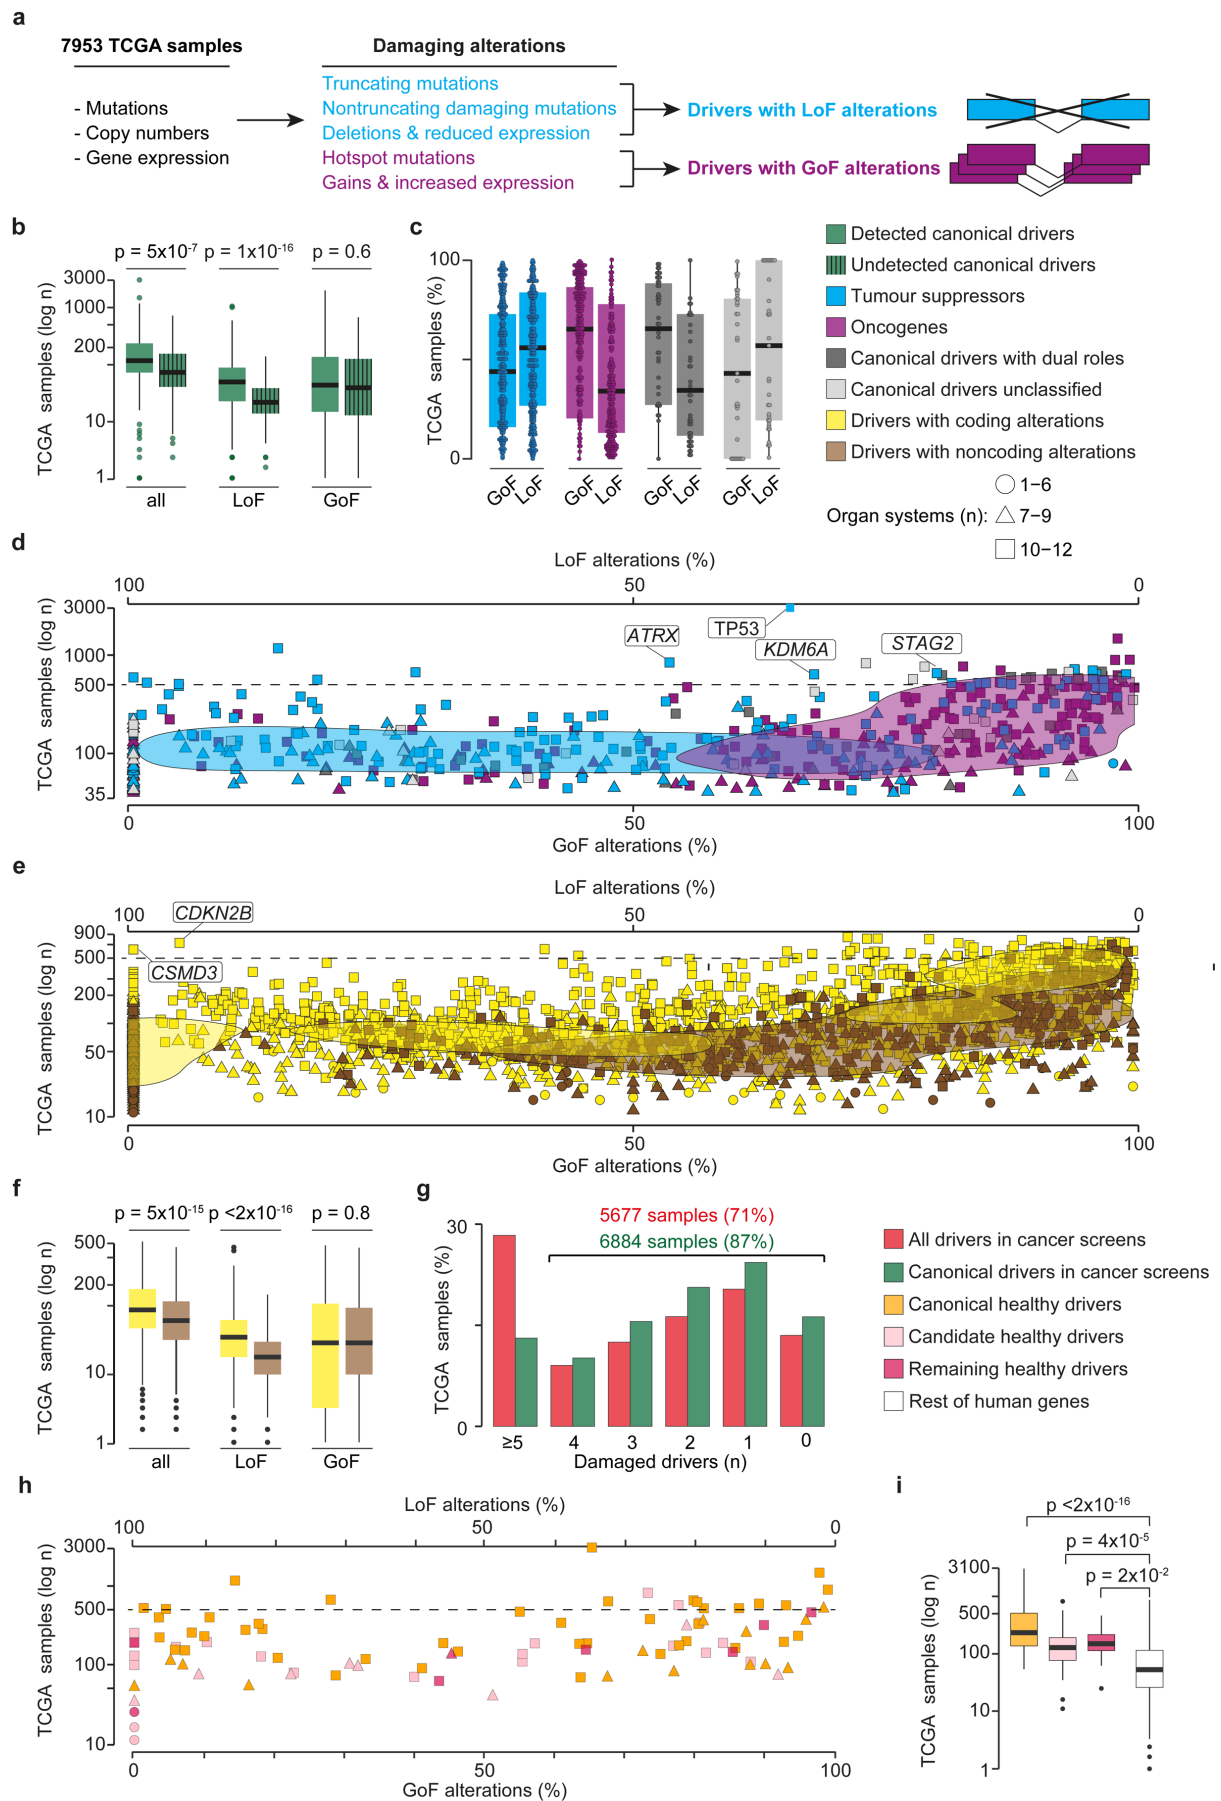 a
7953 TCGA samples
- Mutations
- Copy numbers
- Gene expression
Damaging alterations
Truncating mutations
Nontruncating damaging mutations
Deletions & reduced expression
Hotspot mutations
Gains & increased expression
Drivers with LoF alterations
Drivers with GoF alterations
b
p = 5x10-7
p = 1x10-16
p = 0.6
TCGA samples (log n)
3000
1000
200
10
1
all
LoF
GoF
c
TCGA samples (%)
100
0
GoF
LoF
GoF
LoF
GoF
LoF
GoF
LoF
Detected canonical drivers
Undetected canonical drivers
Tumour suppressors
Oncogenes
Canonical drivers with dual roles
Canonical drivers unclassified
Drivers with coding alterations
Drivers with noncoding alterations
Organ systems (n):
1–6
7–9
10–12
d
LoF alterations (%)
100
50
0
TCGA samples (log n)
3000
1000
500
100
35
ATRX
TP53
KDM6A
STAG2
0
50
100
GoF alterations (%)
e
LoF alterations (%)
100
50
0
TCGA samples (log n)
900
500
200
50
10
CDKN2B
CSMD3
0
50
100
GoF alterations (%)
f
p = 5x10-15
p <2x10-16
p = 0.8
TCGA samples (log n)
500
200
10
1
all
LoF
GoF
g
5677 samples (71%)
6884 samples (87%)
TCGA samples (%)
30
0
≥5
4
3
2
1
0
Damaged drivers (n)
All drivers in cancer screens
Canonical drivers in cancer screens
Canonical healthy drivers
Candidate healthy drivers
Remaining healthy drivers
Rest of human genes
h
LoF alterations (%)
100
50
0
TCGA samples (log n)
3000
500
100
10
0
50
100
GoF alterations (%)
i
p <2x10-16
p = 4x10-5
p = 2x10-2
TCGA samples (log n)
3100
500
100
10
1